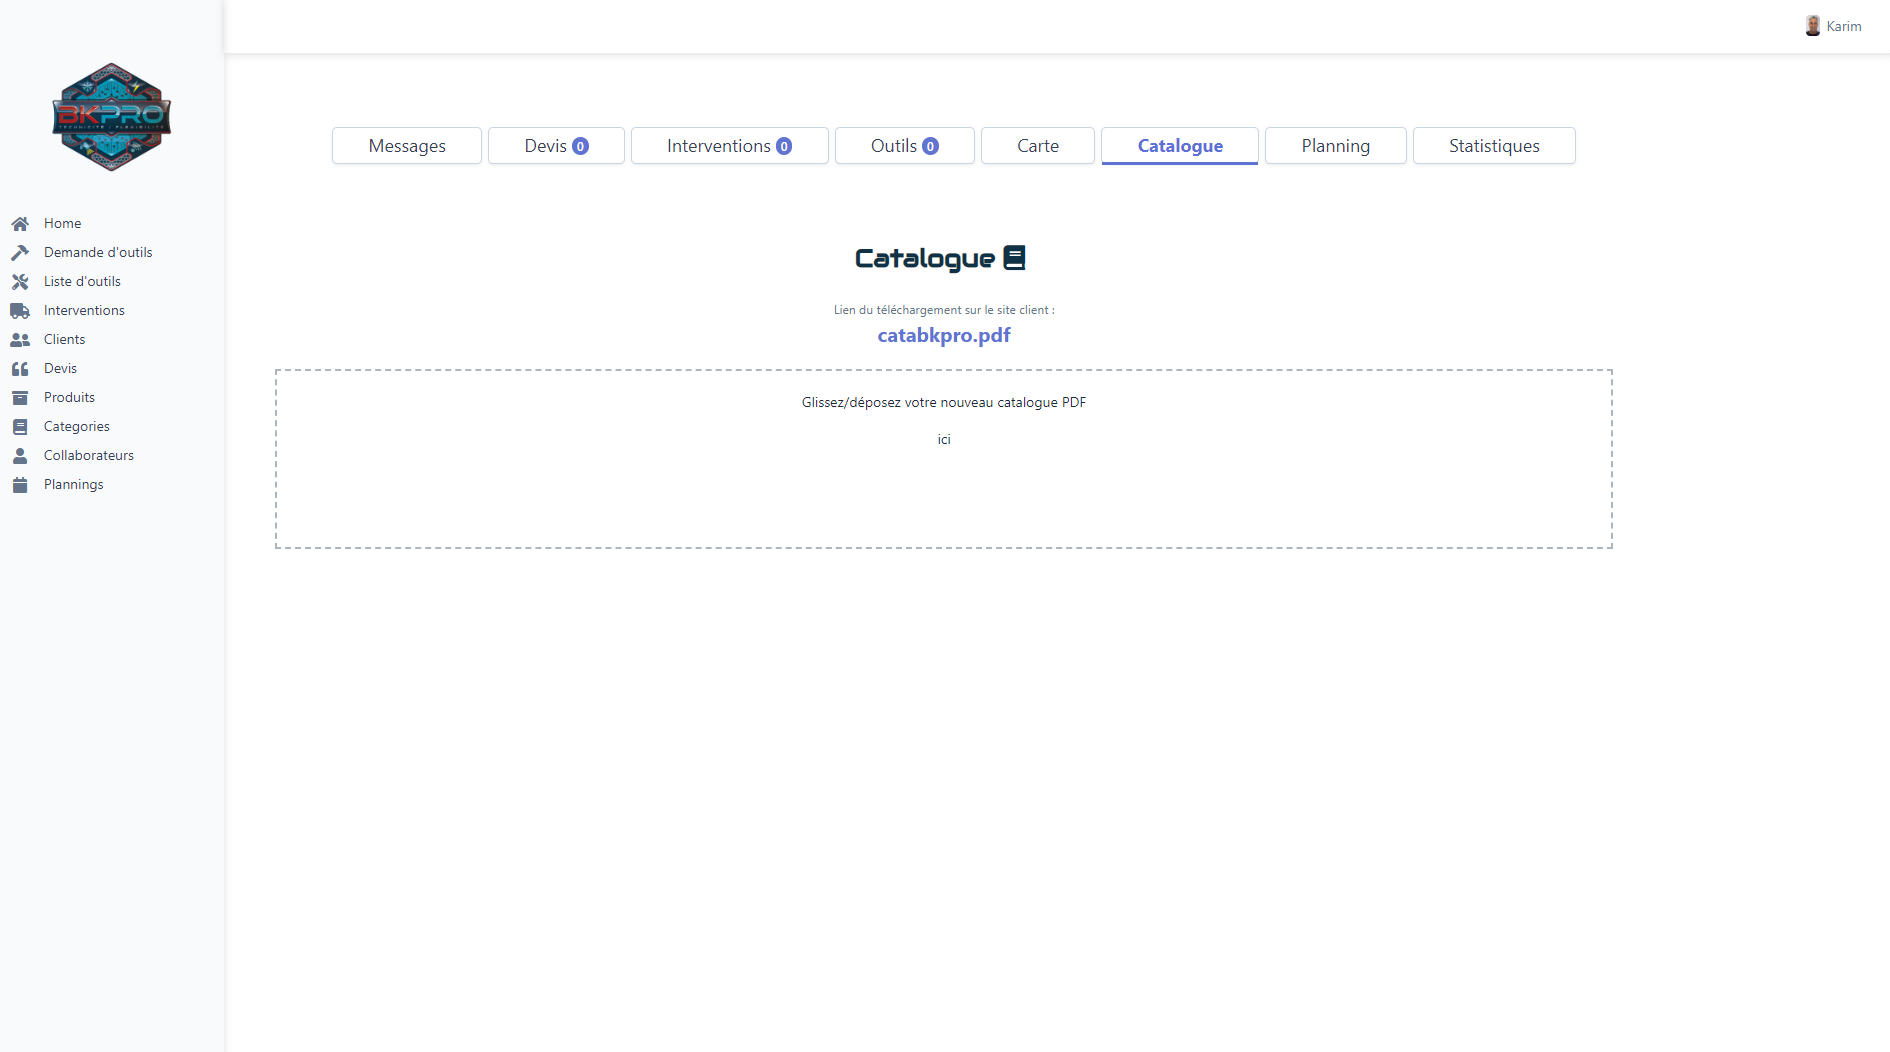 Karim
BKPRO
TECHNICITÉ / FLEXIBILITÉ
Messages
Devis 0
Interventions 0
Outils 0
Carte
Catalogue
Planning
Statistiques
Home
Demande d'outils
Liste d'outils
Interventions
Clients
Devis
Produits
Categories
Collaborateurs
Plannings
Catalogue
Lien du téléchargement sur le site client :
catabkpro.pdf
Glissez/déposez votre nouveau catalogue PDF
ici